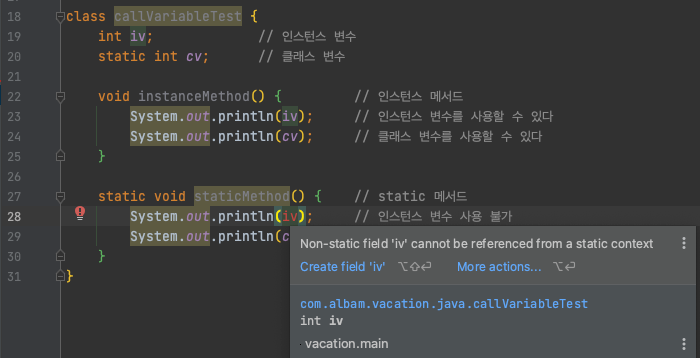 18 class callVariableTest {
19 int iv; // 인스턴스 변수
20 static int cv; // 클래스 변수
21
22 void instanceMethod() { // 인스턴스 메서드
23 System.out.println(iv); // 인스턴스 변수를 사용할 수 있다
24 System.out.println(cv); // 클래스 변수를 사용할 수 있다
25 }
26
27 static void staticMethod() { // static 메서드
28 System.out.println(iv); // 인스턴스 변수 사용 불가
29 System.out.println(c
30 }
31 }
Non-static field 'iv' cannot be referenced from a static context
Create field 'iv' ⌥⇧⏎ More actions... ⌥⏎
com.albam.vacation.java.callVariableTest
int iv
vacation.main